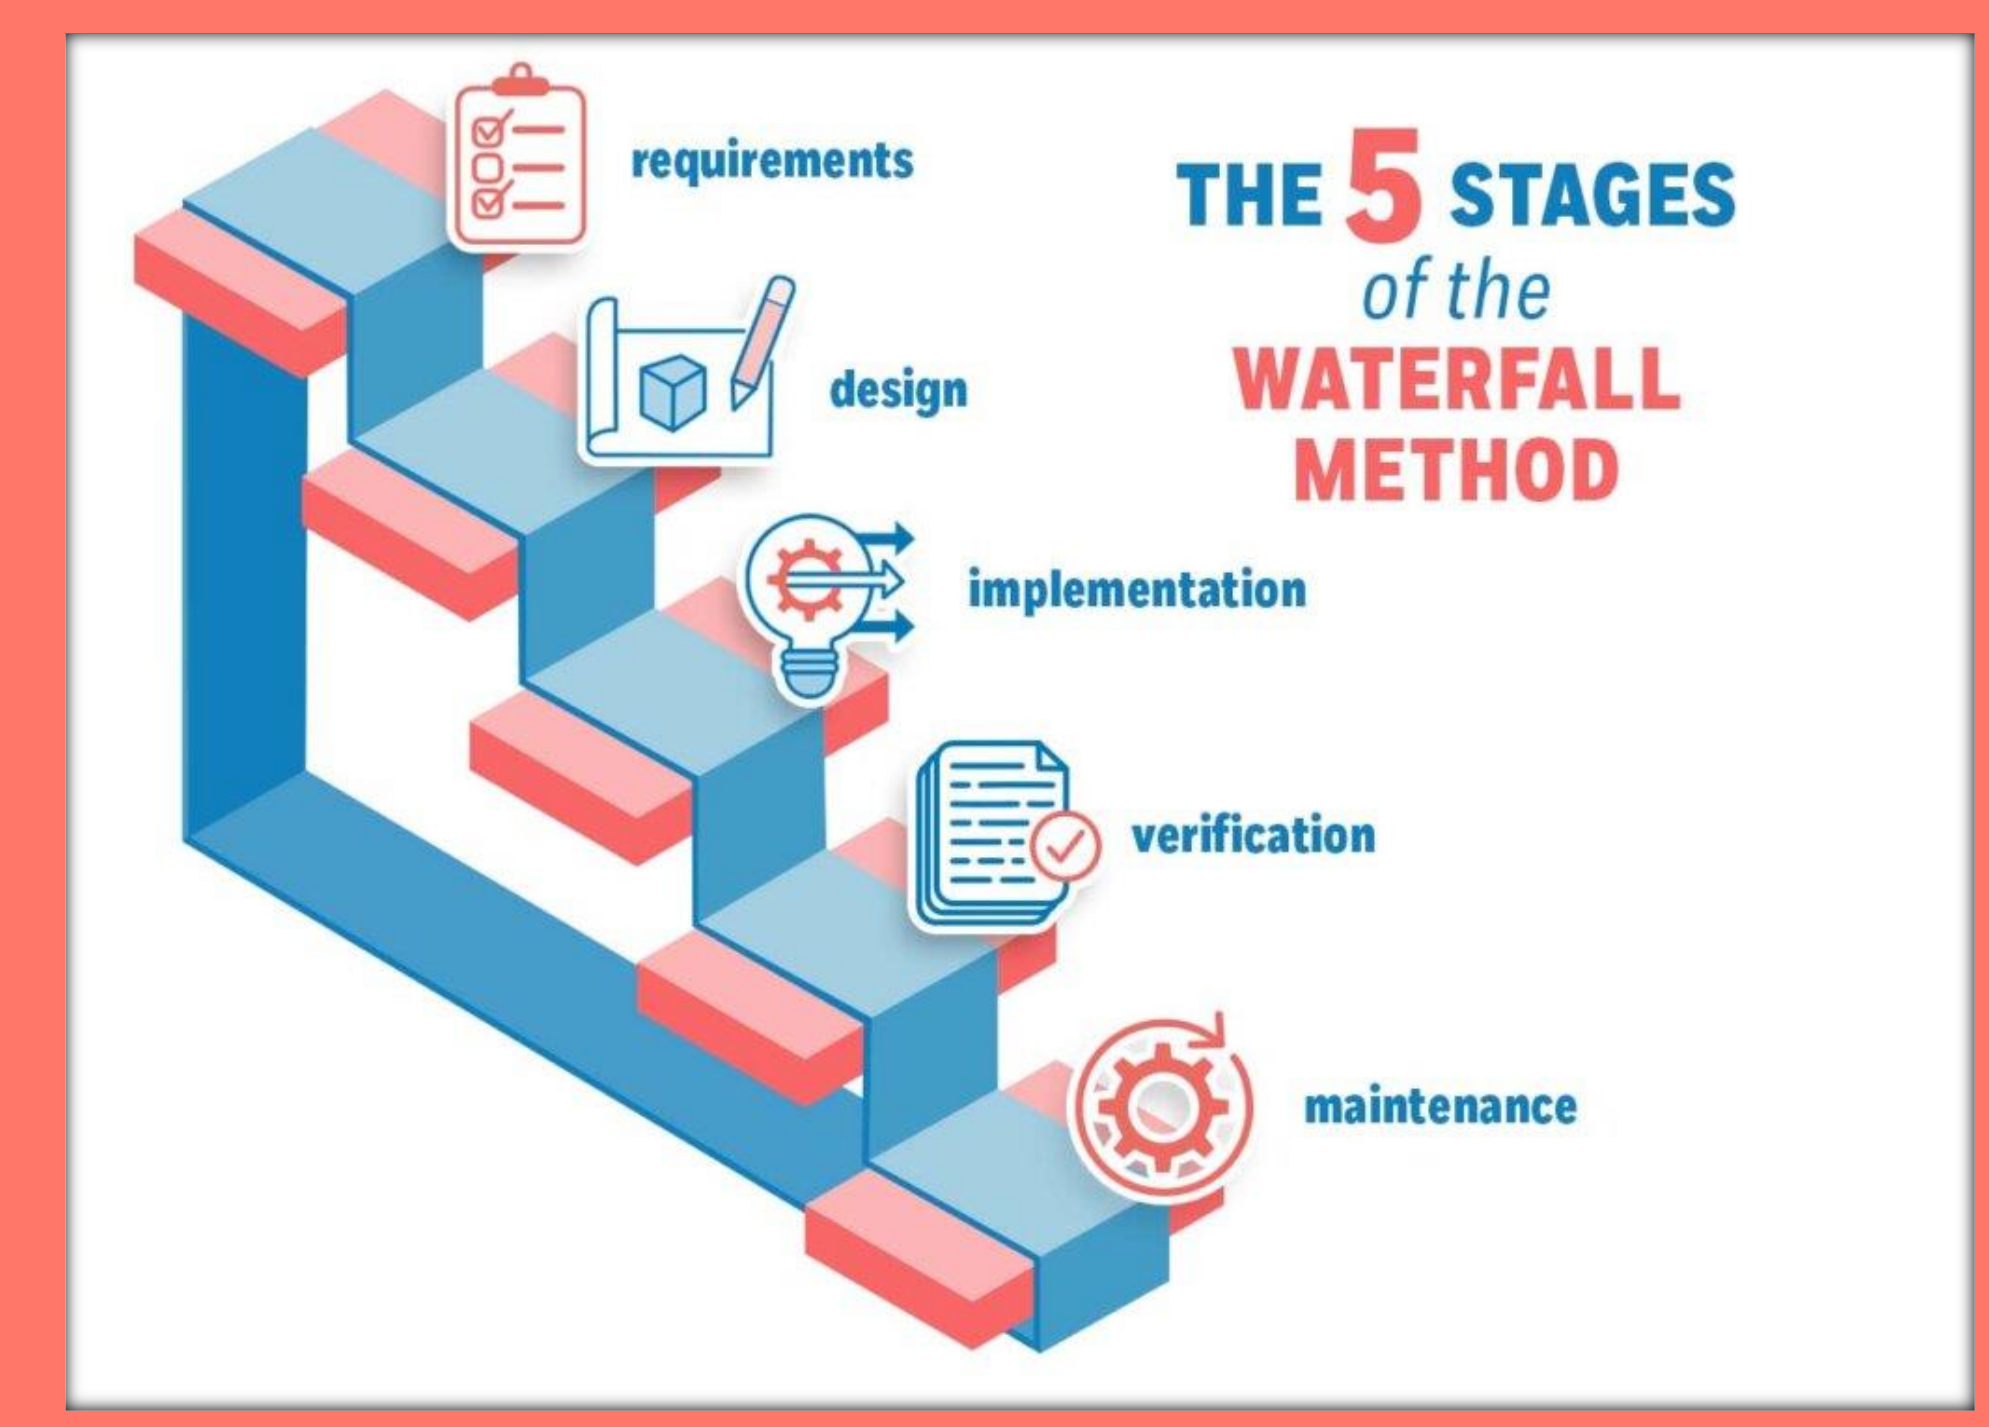 THE 5 STAGES
of the
WATERFALL
METHOD
requirements
design
implementation
verification
maintenance